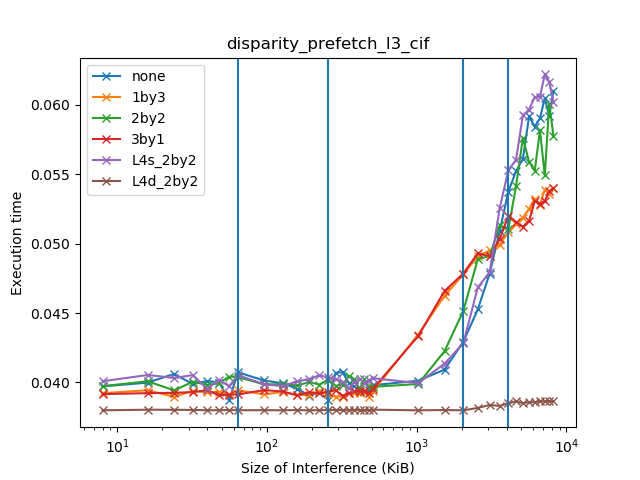 disparity_prefetch_l3_cif
none
1by3
2by2
3by1
L4s_2by2
L4d_2by2
0.060
0.055
0.050
0.045
0.040
Execution time
10¹ 10² 10³ 10⁴
Size of Interference (KiB)